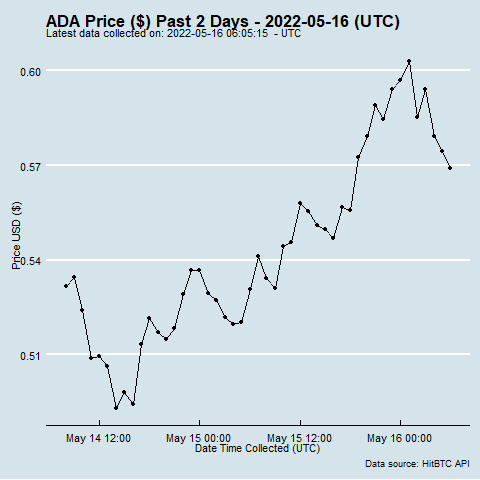 ADA Price ($) Past 2 Days - 2022-05-16 (UTC)
Latest data collected on: 2022-05-16 06:05:15 - UTC
0.60
0.57
0.54
0.51
Price USD ($)
May 14 12:00
May 15 00:00
May 15 12:00
May 16 00:00
Date Time Collected (UTC)
Data source: HitBTC API